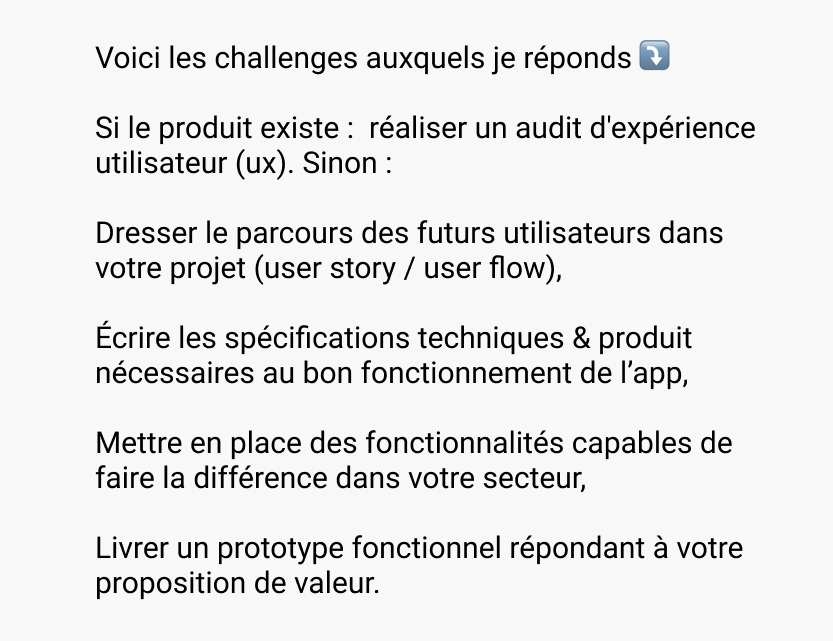 Voici les challenges auxquels je réponds ⤵️
Si le produit existe :  réaliser un audit d'expérience
utilisateur (ux). Sinon :
Dresser le parcours des futurs utilisateurs dans
votre projet (user story / user flow),
Écrire les spécifications techniques & produit
nécessaires au bon fonctionnement de l’app,
Mettre en place des fonctionnalités capables de
faire la différence dans votre secteur,
Livrer un prototype fonctionnel répondant à votre
proposition de valeur.